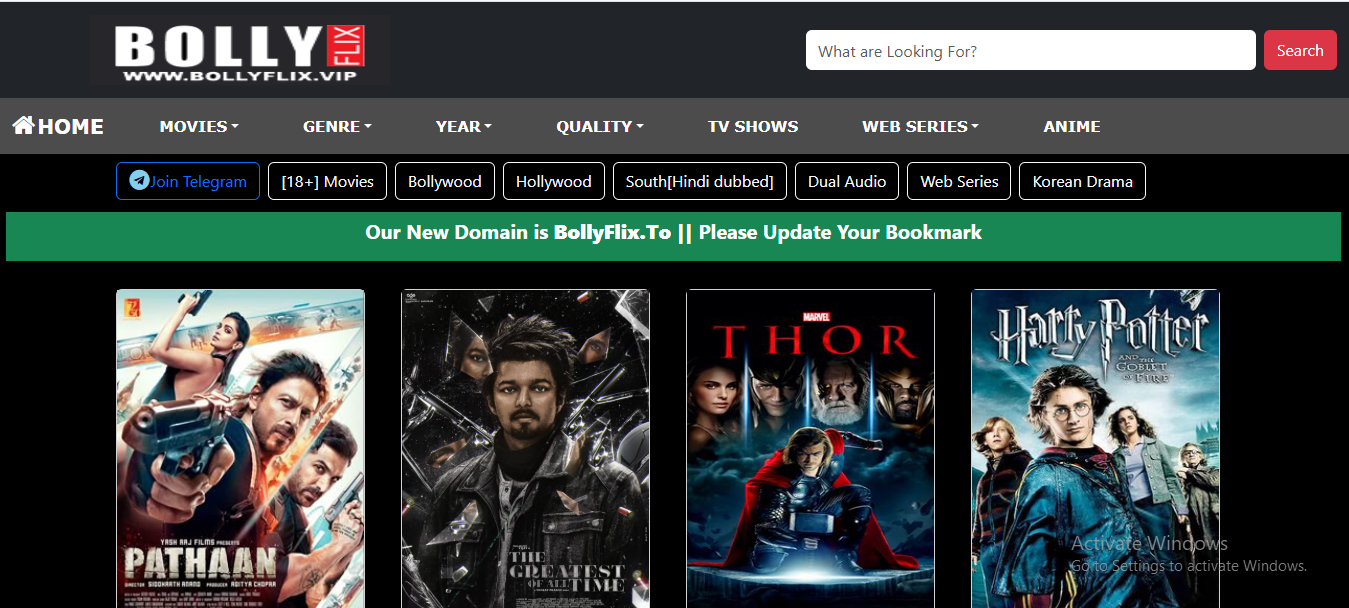 BOLLY FLIX
WWW.BOLLYFLIX.VIP
What are Looking For?
Search
HOME
MOVIES
GENRE
YEAR
QUALITY
TV SHOWS
WEB SERIES
ANIME
Join Telegram
[18+] Movies
Bollywood
Hollywood
South[Hindi dubbed]
Dual Audio
Web Series
Korean Drama
Our New Domain is BollyFlix.To || Please Update Your Bookmark
YASH RAJ FILMS PRESENTS
PATHAAN
DIRECTOR SIDDHARTH ANAND PRODUCER ADITYA CHOPRA
THE
GREATEST
OF ALL TIME
MARVEL
THOR
Harry Potter
AND THE
GOBLET
OF FIRE
Activate Windows
Go to Settings to activate Windows.